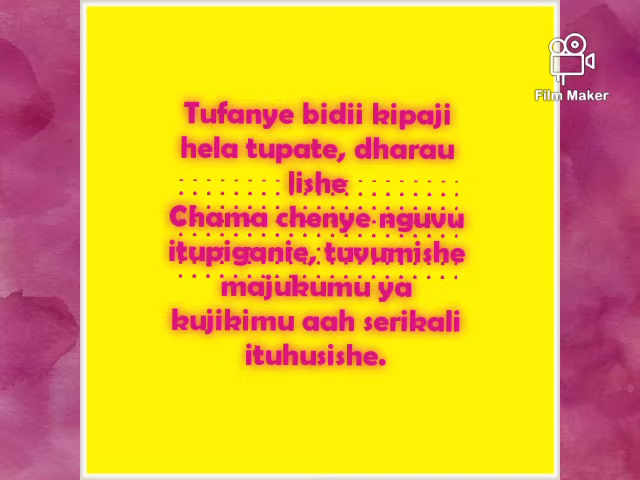 Film Maker
Tufanye bidii kipaji
hela tupate, dharau
lishe
Chama chenye nguvu
itupiganie, tuvumishe
majukumu ya
kujikimu aah serikali
ituhusishe.